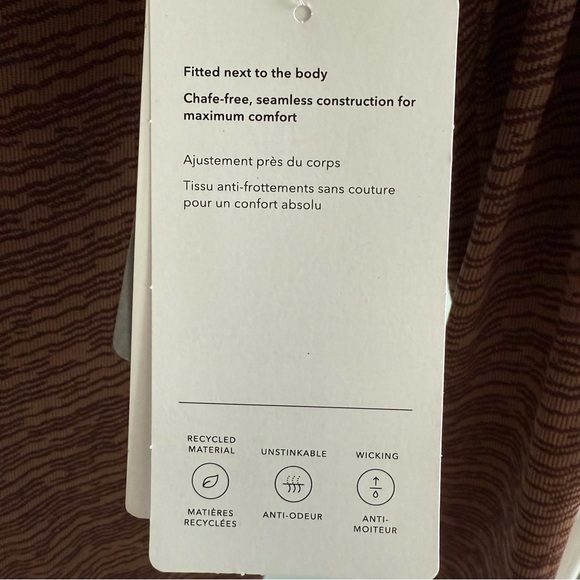 Fitted next to the body
Chafe-free, seamless construction for
maximum comfort
Ajustement près du corps
Tissu anti-frottements sans couture
pour un confort absolu
RECYCLED
MATERIAL
MATIÈRES
RECYCLÉES
UNSTINKABLE
ANTI-ODEUR
WICKING
ANTI-
MOITEUR